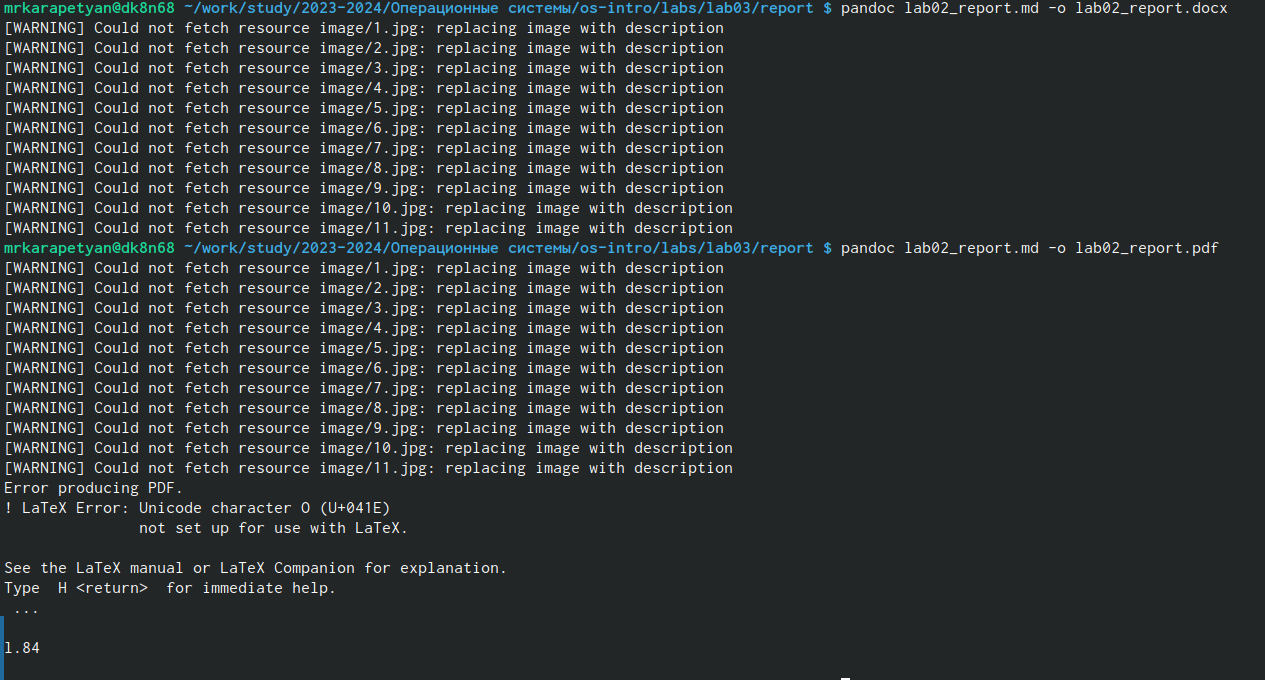 mrkarapetyan@dk8n68 ~/work/study/2023-2024/Операционные системы/os-intro/labs/lab03/report $ pandoc lab02_report.md -o lab02_report.docx
[WARNING] Could not fetch resource image/1.jpg: replacing image with description
[WARNING] Could not fetch resource image/2.jpg: replacing image with description
[WARNING] Could not fetch resource image/3.jpg: replacing image with description
[WARNING] Could not fetch resource image/4.jpg: replacing image with description
[WARNING] Could not fetch resource image/5.jpg: replacing image with description
[WARNING] Could not fetch resource image/6.jpg: replacing image with description
[WARNING] Could not fetch resource image/7.jpg: replacing image with description
[WARNING] Could not fetch resource image/8.jpg: replacing image with description
[WARNING] Could not fetch resource image/9.jpg: replacing image with description
[WARNING] Could not fetch resource image/10.jpg: replacing image with description
[WARNING] Could not fetch resource image/11.jpg: replacing image with description
mrkarapetyan@dk8n68 ~/work/study/2023-2024/Операционные системы/os-intro/labs/lab03/report $ pandoc lab02_report.md -o lab02_report.pdf
[WARNING] Could not fetch resource image/1.jpg: replacing image with description
[WARNING] Could not fetch resource image/2.jpg: replacing image with description
[WARNING] Could not fetch resource image/3.jpg: replacing image with description
[WARNING] Could not fetch resource image/4.jpg: replacing image with description
[WARNING] Could not fetch resource image/5.jpg: replacing image with description
[WARNING] Could not fetch resource image/6.jpg: replacing image with description
[WARNING] Could not fetch resource image/7.jpg: replacing image with description
[WARNING] Could not fetch resource image/8.jpg: replacing image with description
[WARNING] Could not fetch resource image/9.jpg: replacing image with description
[WARNING] Could not fetch resource image/10.jpg: replacing image with description
[WARNING] Could not fetch resource image/11.jpg: replacing image with description
Error producing PDF.
! LaTeX Error: Unicode character О (U+041E)
not set up for use with LaTeX.
See the LaTeX manual or LaTeX Companion for explanation.
Type  H <return>  for immediate help.
...
l.84